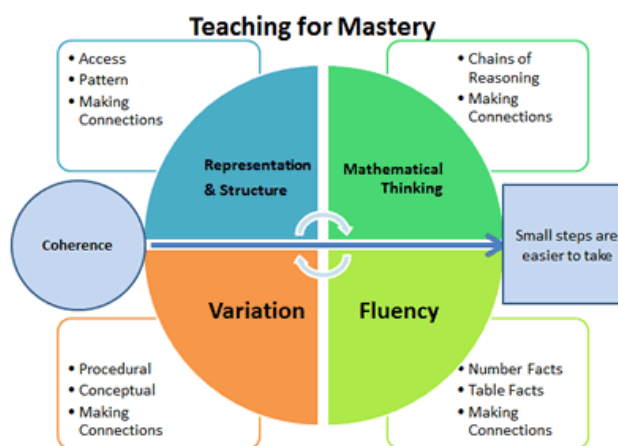 Teaching for Mastery
• Access
• Pattern
• Making
Connections
• Chains of
Reasoning
• Making
Connections
Representation
& Structure
Mathematical
Thinking
Coherence
Small steps are
easier to take
Variation
Fluency
• Procedural
• Conceptual
• Making
Connections
• Number Facts
• Table Facts
• Making
Connections